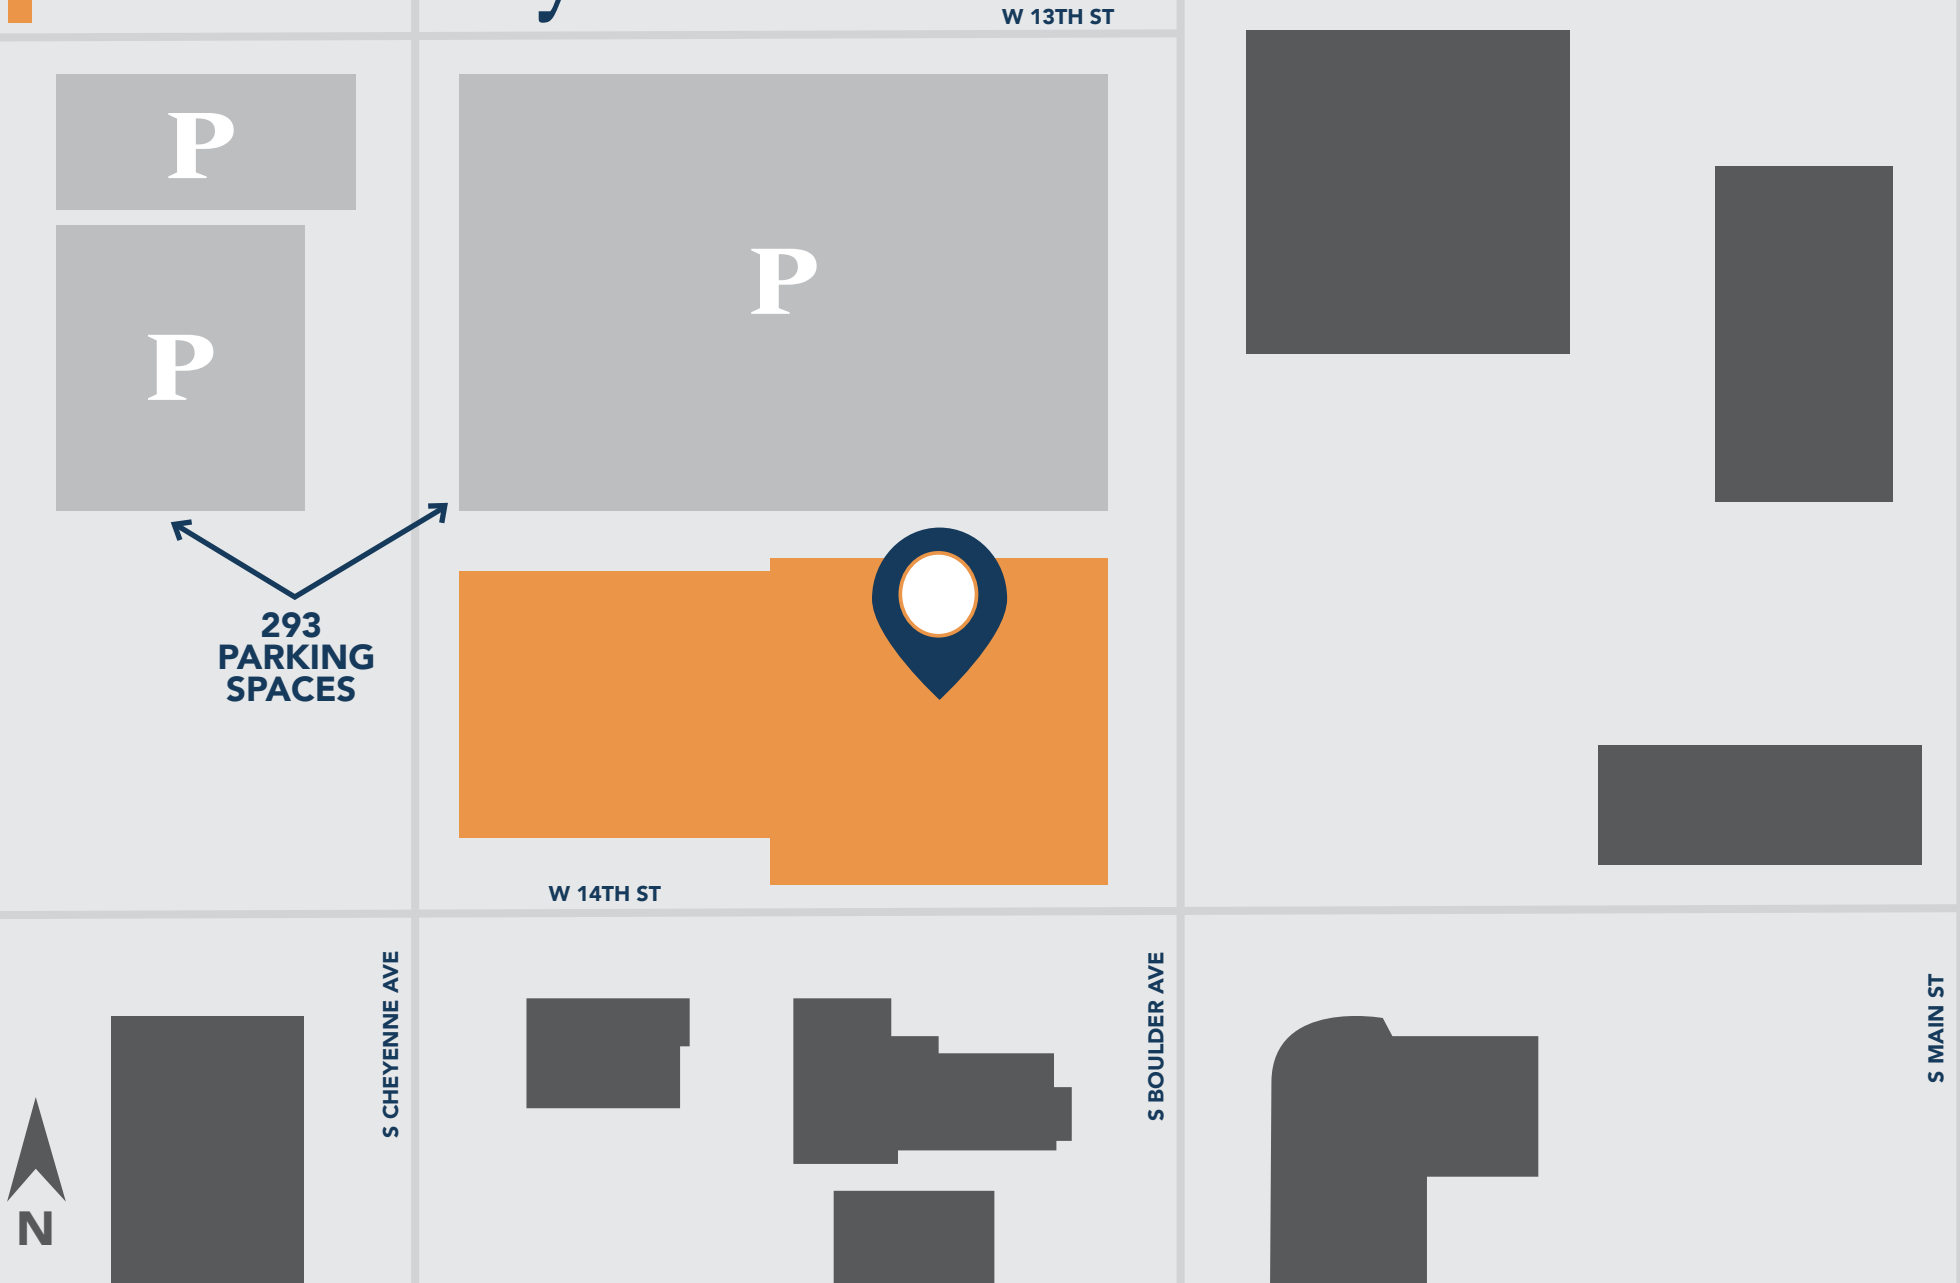 W 13TH ST
P
P
P
293
PARKING
SPACES
W 14TH ST
S CHEYENNE AVE
S BOULDER AVE
S MAIN ST
N